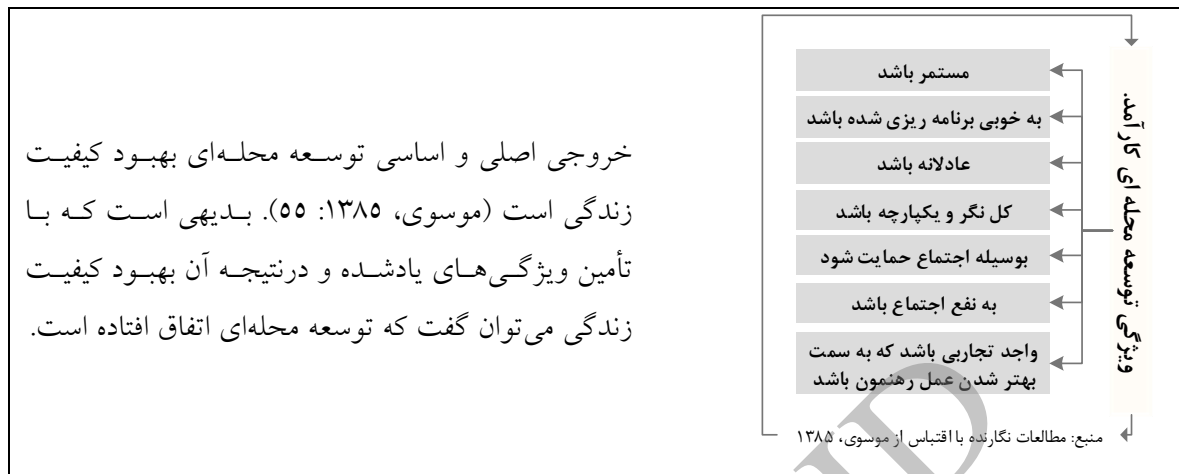 مستمر باشد
به خوبی برنامه ریزی شده باشد
عادلانه باشد
کل نگر و یکپارچه باشد
بوسیله اجتماع حمایت شود
به نفع اجتماع باشد
واجد تجاربی باشد که به سمت
بهتر شدن عمل رهنمون باشد
ویژگی توسعه محله ای کارآمد.
منبع: مطالعات نگارنده با اقتباس از موسوی، ۱۳۸۵
خروجی اصلی و اساسی توسعه محله‌ای بهبود کیفیت
زندگی است (موسوی، ۱۳۸۵: ۵۵). بدیهی است که با
تأمین ویژگی‌های یادشده و درنتیجه آن بهبود کیفیت
زندگی می‌توان گفت که توسعه محله‌ای اتفاق افتاده است.